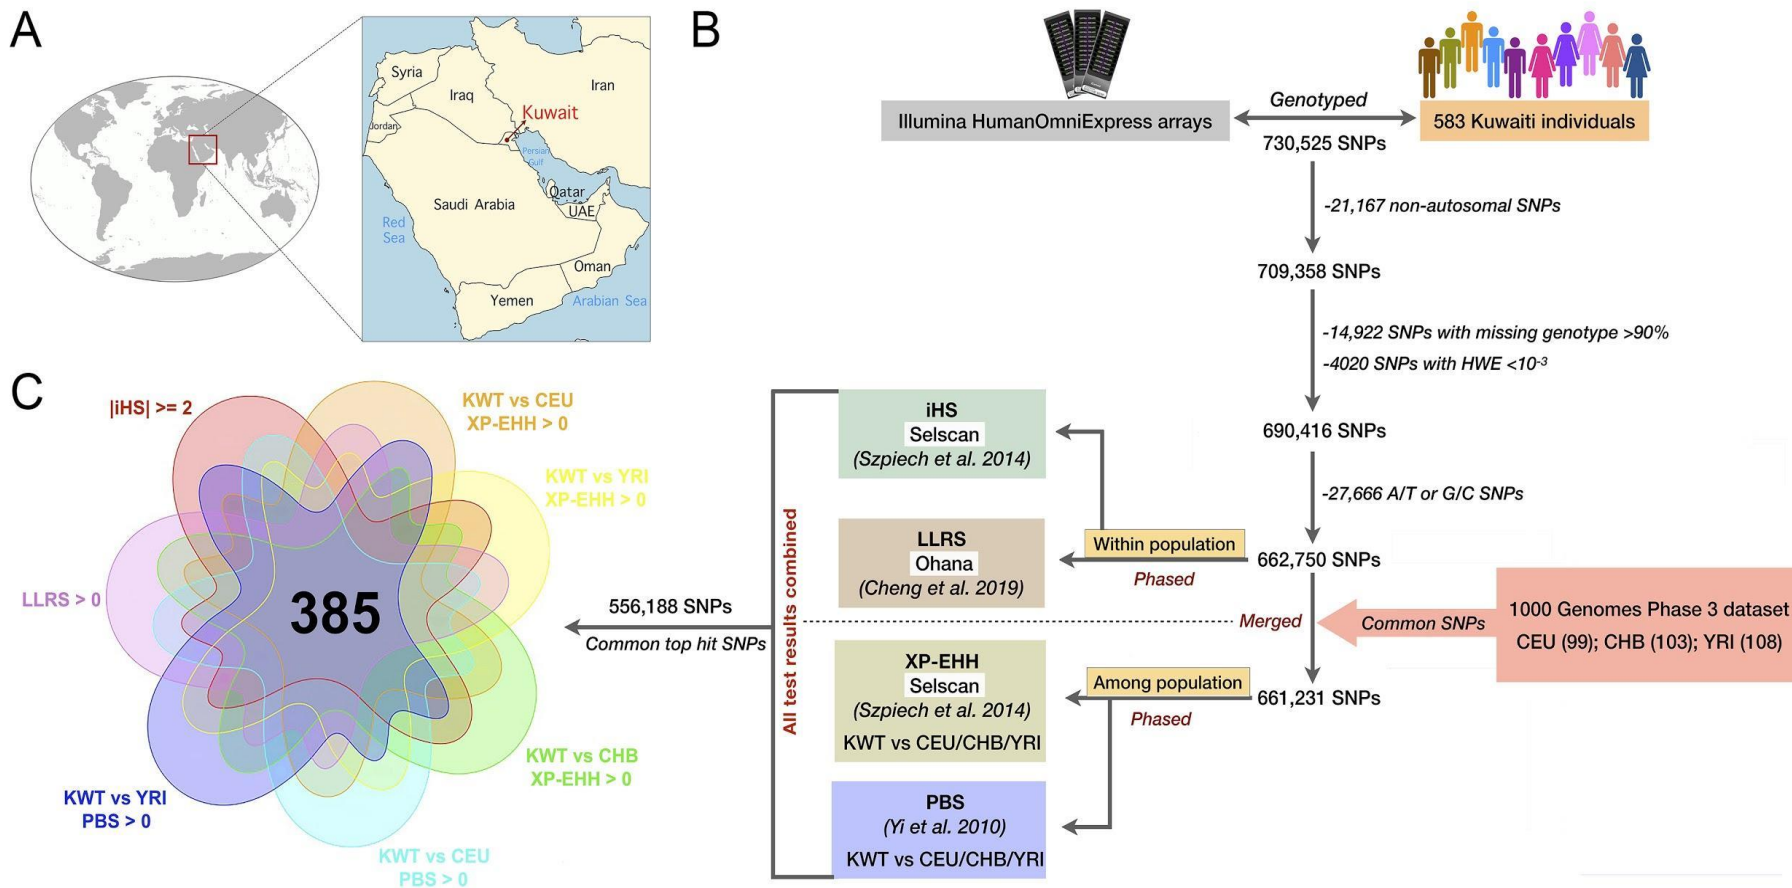 A
Syria
Iraq
Iran
Jordan
Kuwait
Persian
Gulf
Qatar
UAE
Saudi Arabia
Red
Sea
Oman
Yemen
Arabian Sea
B
Illumina HumanOmniExpress arrays
Genotyped
583 Kuwaiti individuals
730,525 SNPs
-21,167 non-autosomal SNPs
709,358 SNPs
-14,922 SNPs with missing genotype >90%
-4020 SNPs with HWE <10-3
690,416 SNPs
-27,666 A/T or G/C SNPs
662,750 SNPs
Within population
Phased
Merged
Common SNPs
1000 Genomes Phase 3 dataset
CEU (99); CHB (103); YRI (108)
661,231 SNPs
Among population
Phased
iHS
Selscan
(Szpiech et al. 2014)
LLRS
Ohana
(Cheng et al. 2019)
XP-EHH
Selscan
(Szpiech et al. 2014)
KWT vs CEU/CHB/YRI
PBS
(Yi et al. 2010)
KWT vs CEU/CHB/YRI
All test results combined
556,188 SNPs
Common top hit SNPs
C
|iHS| >= 2
KWT vs CEU
XP-EHH > 0
KWT vs YRI
XP-EHH > 0
LLRS > 0
385
KWT vs CHB
XP-EHH > 0
KWT vs YRI
PBS > 0
KWT vs CEU
PBS > 0